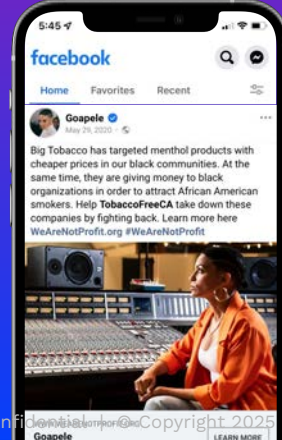 5:45
facebook
Home Favorites Recent
Goapele
May 29, 2020
Big Tobacco has targeted menthol products with
cheaper prices in our black communities. At the
same time, they are giving money to black
organizations in order to attract African American
smokers. Help TobaccoFreeCA take down these
companies by fighting back. Learn more here
WeAreNotProfit.org #WeAreNotProfit
WWW.WEARENOTPROFIT.ORG
© Copyright 2025
Goapele LEARN MORE